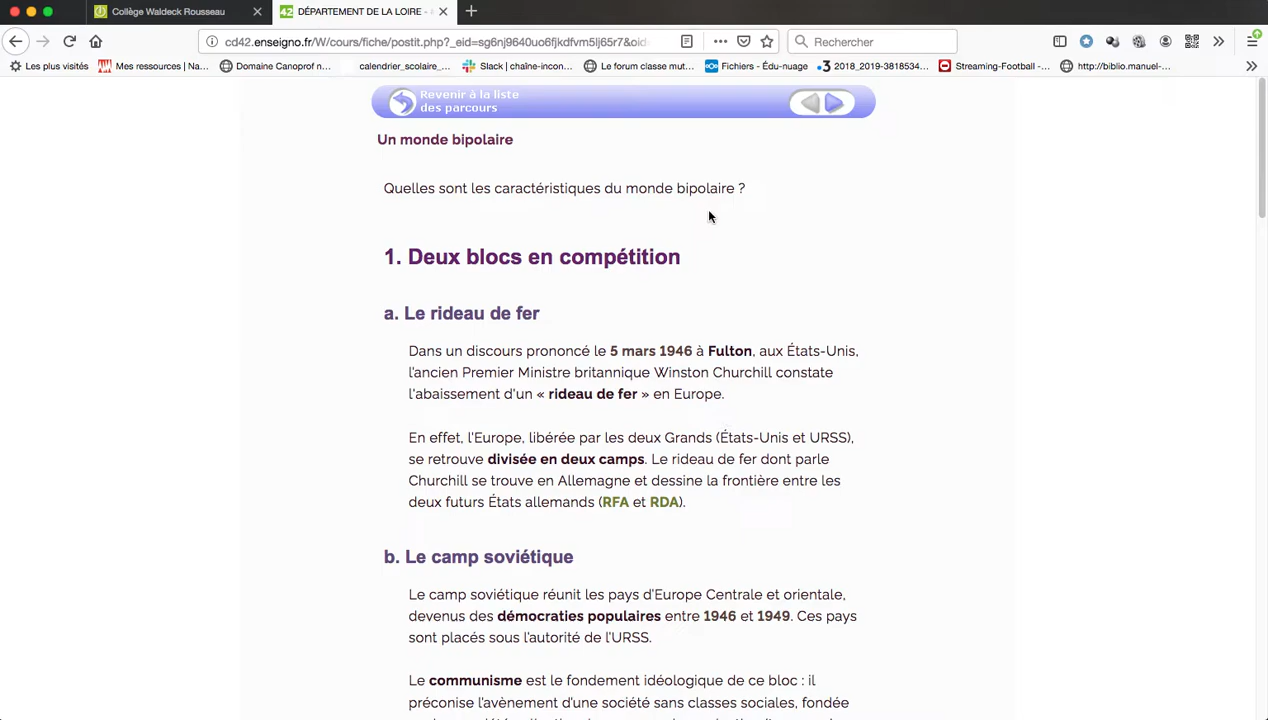 Collège Waldeck Rousseau
42 DÉPARTEMENT DE LA LOIRE -
cd42.enseigno.fr/W/cours/fiche/postit.php?_eid=sg6nj9640uo6fjkdfvm5lj65r7&oid=
Rechercher
Les plus visités
Mes ressources | Na...
Domaine Canoprof n...
calendrier_scolaire_...
Slack | chaîne-incon...
Le forum classe mut...
Fichiers - Édu-nuage
2018_2019-3818534...
Streaming-Football -...
http://biblio.manuel-...
Revenir à la liste
des parcours
Un monde bipolaire
Quelles sont les caractéristiques du monde bipolaire ?
1. Deux blocs en compétition
a. Le rideau de fer
Dans un discours prononcé le 5 mars 1946 à Fulton, aux États-Unis,
l'ancien Premier Ministre britannique Winston Churchill constate
l'abaissement d'un « rideau de fer » en Europe.
En effet, l'Europe, libérée par les deux Grands (États-Unis et URSS),
se retrouve divisée en deux camps. Le rideau de fer dont parle
Churchill se trouve en Allemagne et dessine la frontière entre les
deux futurs États allemands (RFA et RDA).
b. Le camp soviétique
Le camp soviétique réunit les pays d'Europe Centrale et orientale,
devenus des démocraties populaires entre 1946 et 1949. Ces pays
sont placés sous l'autorité de l'URSS.
Le communisme est le fondement idéologique de ce bloc : il
préconise l'avènement d'une société sans classes sociales, fondée